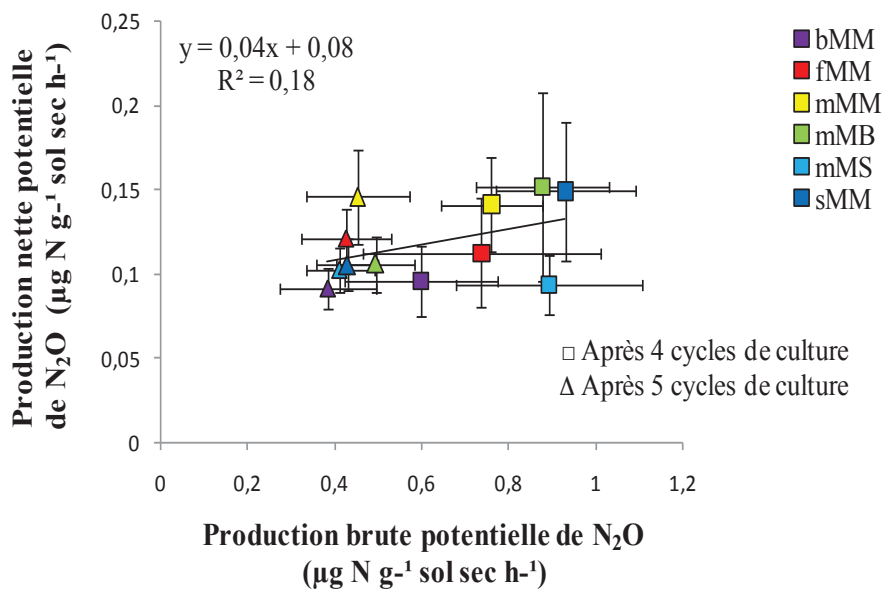 Production nette potentielle
de N₂O (µg N g-¹ sol sec h-¹)
0,25
0,2
0,15
0,1
0,05
0
y = 0,04x + 0,08
R² = 0,18
bMM
fMM
mMM
mMB
mMS
sMM
□ Après 4 cycles de culture
△ Après 5 cycles de culture
0 0,2 0,4 0,6 0,8 1 1,2
Production brute potentielle de N₂O
(µg N g-¹ sol sec h-¹)